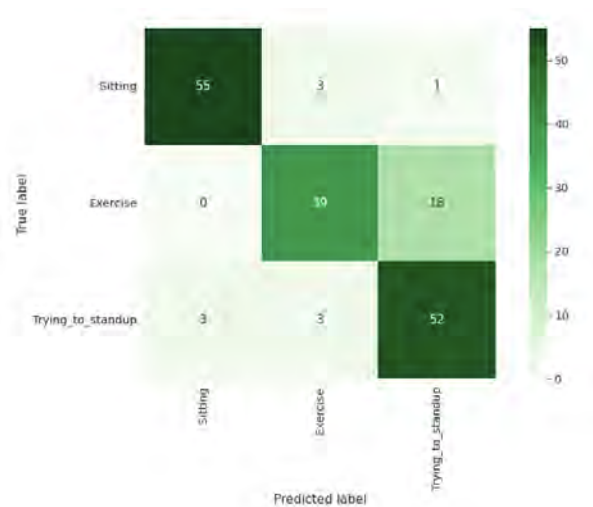 Sitting 55 3 1
Exercise 0 39 18
Trying_to_standup 3 3 52
Sitting Exercise Trying_to_standup
True label
Predicted label
50
40
30
20
10
0